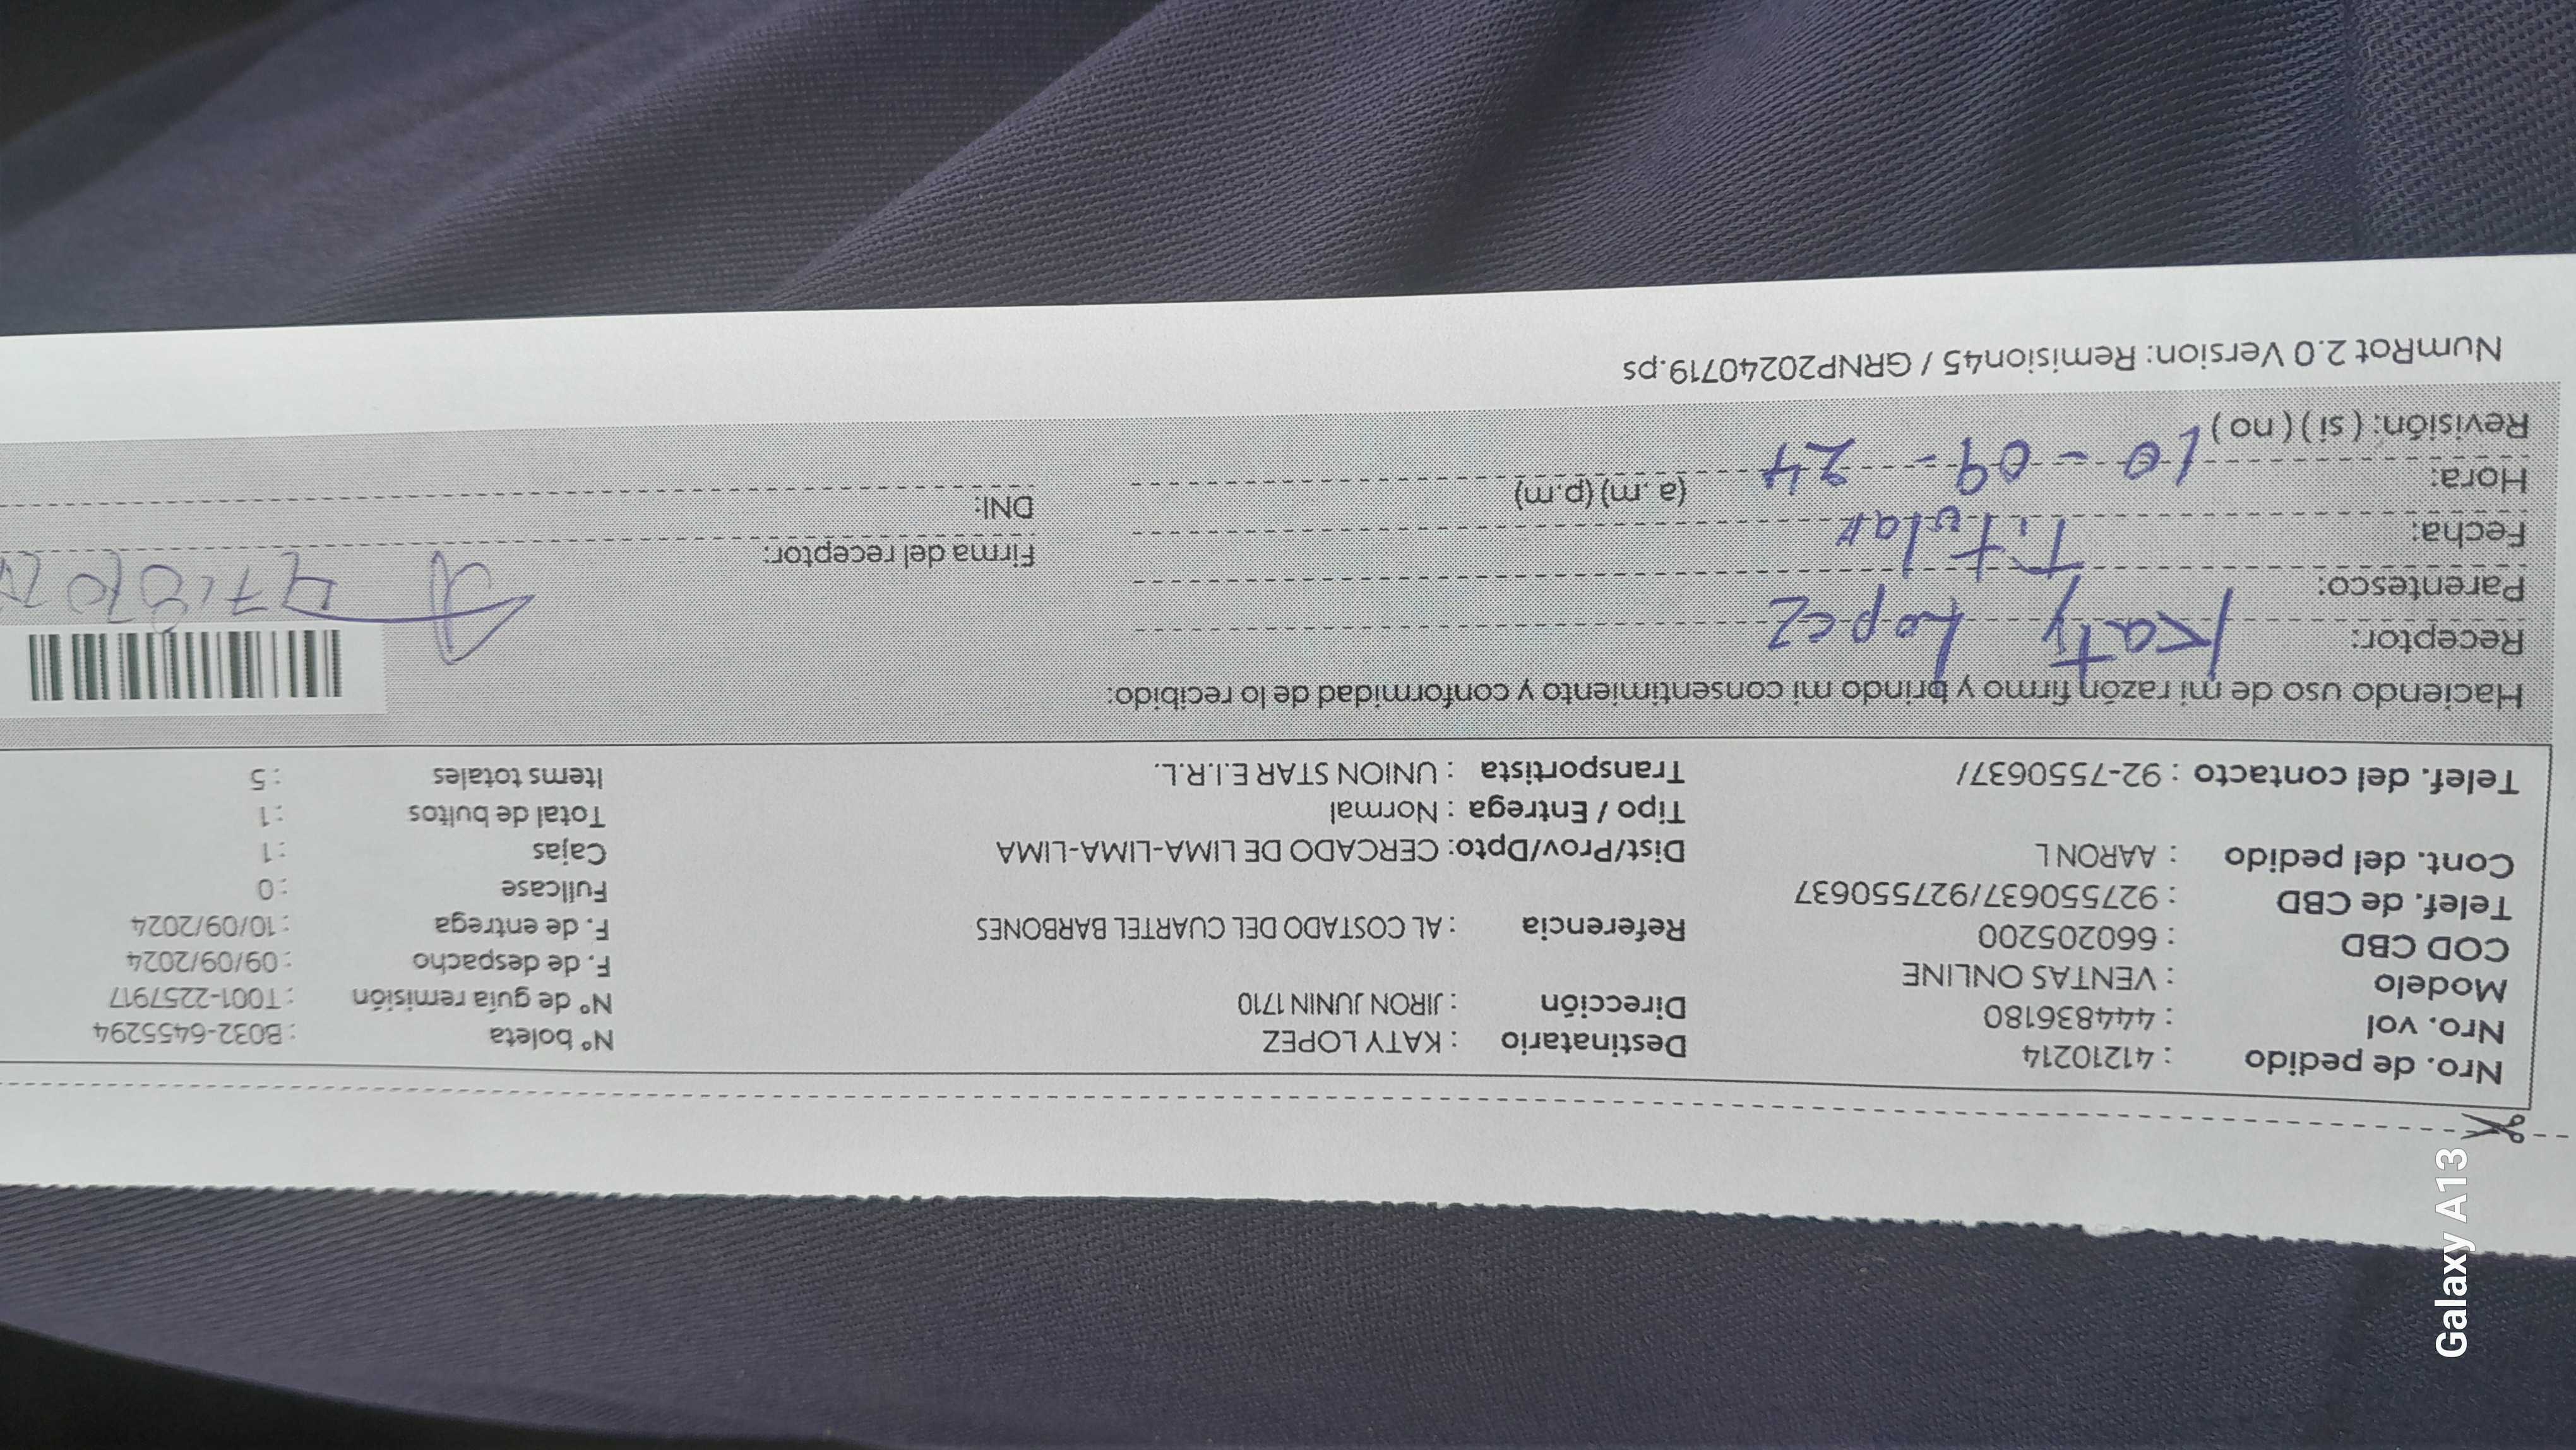 Nro. de pedido : 41210214 Destinatario : KATY LOPEZ N° boleta : B032-6455294
Nro. vol : 444836180 Dirección : JIRON JUNIN 1710 N° de guía remisión : T001-2257917
Modelo : VENTAS ONLINE F. de despacho : 09/09/2024
COD CBD : 660205200 Referencia : AL COSTADO DEL CUARTEL BARBONES F. de entrega : 10/09/2024
Telef. de CBD : 927550637/927550637 Fullcase : 0
Cont. del pedido : AARON L Dist/Prov/Dpto: CERCADO DE LIMA-LIMA-LIMA Cajas : 1
Tipo / Entrega : Normal Total de bultos : 1
Telef. del contacto : 92-7550637/ Transportista : UNION STAR E.I.R.L. Items totales : 5
Haciendo uso de mi razón firmo y brindo mi consentimiento y conformidad de lo recibido:
Receptor: Katy Lopez
Parentesco: Titular Firma del receptor:
Fecha: 10-09-24 DNI:
Hora: (a.m) (p.m)
Revisión: ( si ) ( no )
NumRot 2.0 Version: Remision45 / GRNP20240719.ps
Galaxy A13